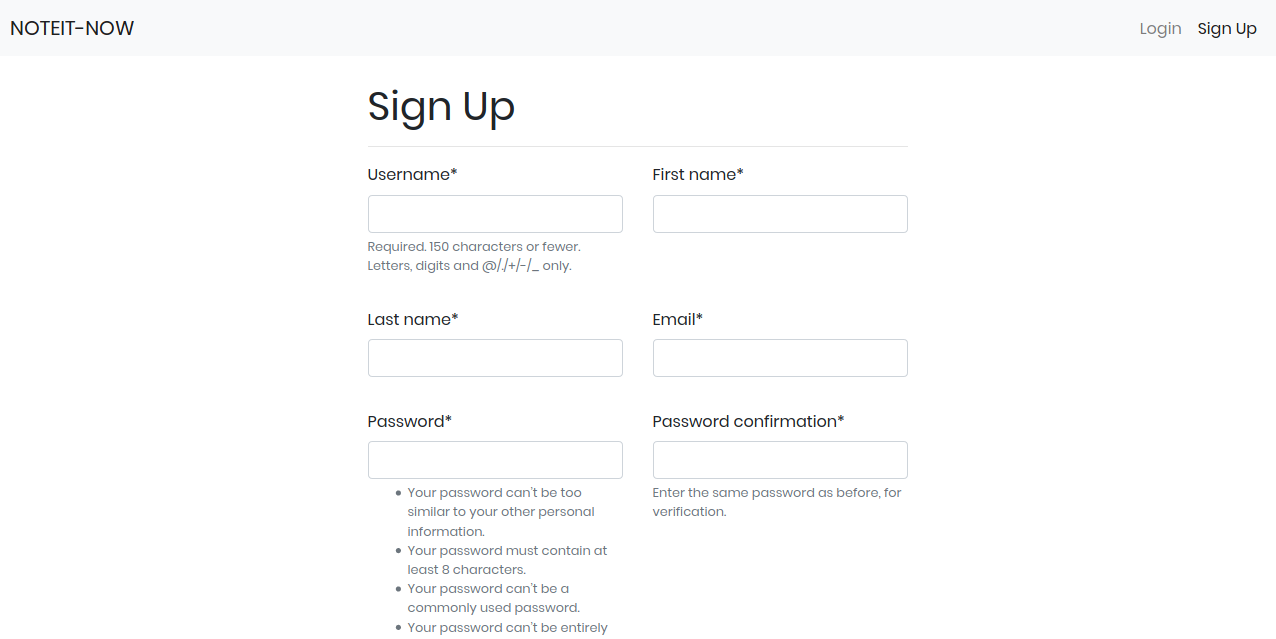 NOTEIT-NOW
Login Sign Up
Sign Up
Username*
First name*
Required. 150 characters or fewer.
Letters, digits and @/./+/-/_ only.
Last name*
Email*
Password*
Password confirmation*
• Your password can't be too
similar to your other personal
information.
• Your password must contain at
least 8 characters.
• Your password can't be a
commonly used password.
• Your password can't be entirely
Enter the same password as before, for
verification.